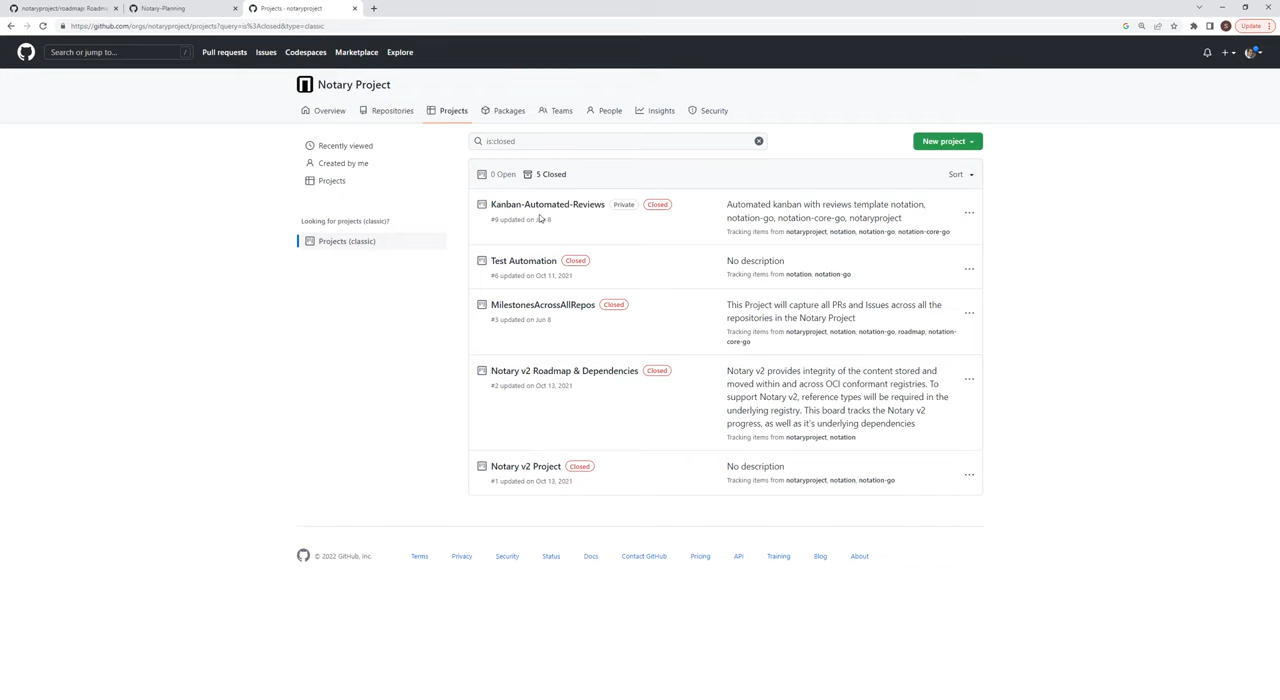 notaryproject/roadmap: Roadma
Notary-Planning
Projects · notaryproject
https://github.com/orgs/notaryproject/projects?query=is%3Aclosed&type=classic
G
S
Update
Search or jump to...
/
Pull requests
Issues
Codespaces
Marketplace
Explore
Notary Project
Overview
Repositories
Projects
Packages
Teams
People
Insights
Security
Recently viewed
Created by me
Projects
Looking for projects (classic)?
Projects (classic)
is:closed
New project
0 Open
5 Closed
Sort
Kanban-Automated-Reviews Private Closed
#9 updated on 8
Automated kanban with reviews template notation,
notation-go, notation-core-go, notaryproject
Tracking items from notaryproject, notation, notation-go, notation-core-go
Test Automation Closed
#6 updated on Oct 11, 2021
No description
Tracking items from notation, notation-go
MilestonesAcrossAllRepos Closed
#3 updated on Jun 8
This Project will capture all PRs and Issues across all the
repositories in the Notary Project
Tracking items from notaryproject, notation, notation-go, roadmap, notation-
core-go
Notary v2 Roadmap & Dependencies Closed
#2 updated on Oct 13, 2021
Notary v2 provides integrity of the content stored and
moved within and across OCI conformant registries. To
support Notary v2, reference types will be required in the
underlying registry. This board tracks the Notary v2
progress, as well as it's underlying dependencies
Tracking items from notaryproject, notation
Notary v2 Project Closed
#1 updated on Oct 13, 2021
No description
Tracking items from notaryproject, notation, notation-go
© 2022 GitHub, Inc.
Terms
Privacy
Security
Status
Docs
Contact GitHub
Pricing
API
Training
Blog
About